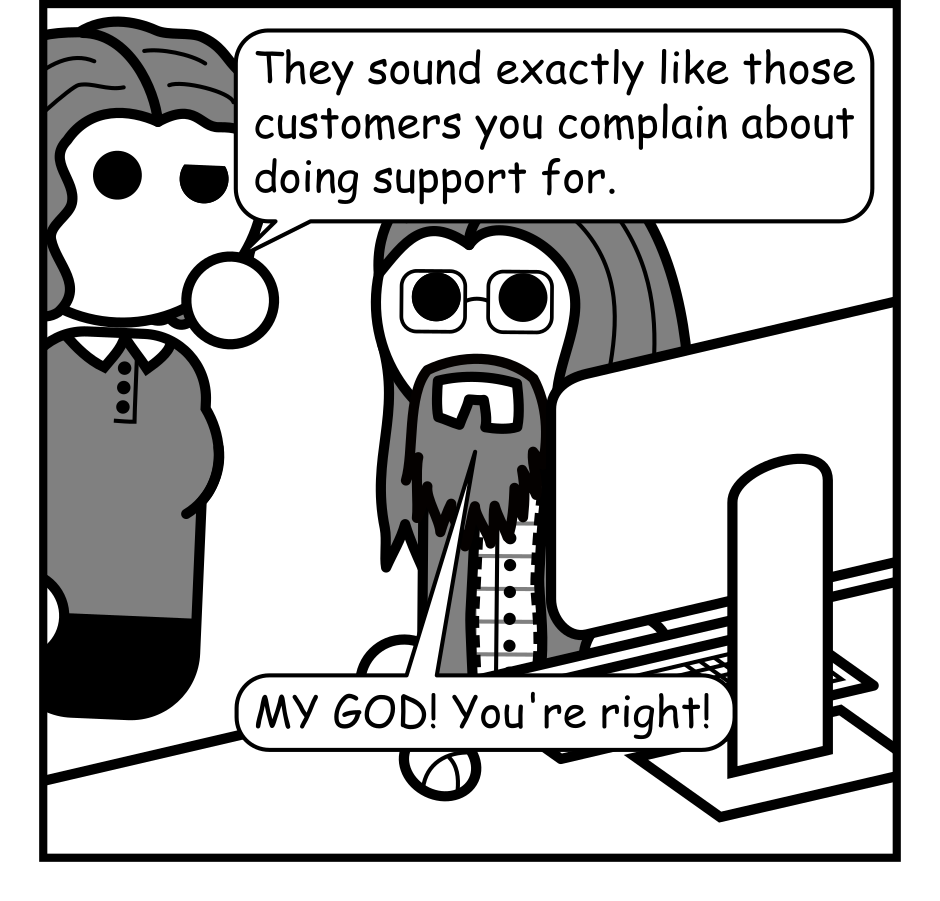 They sound exactly like those
customers you complain about
doing support for.
MY GOD! You're right!